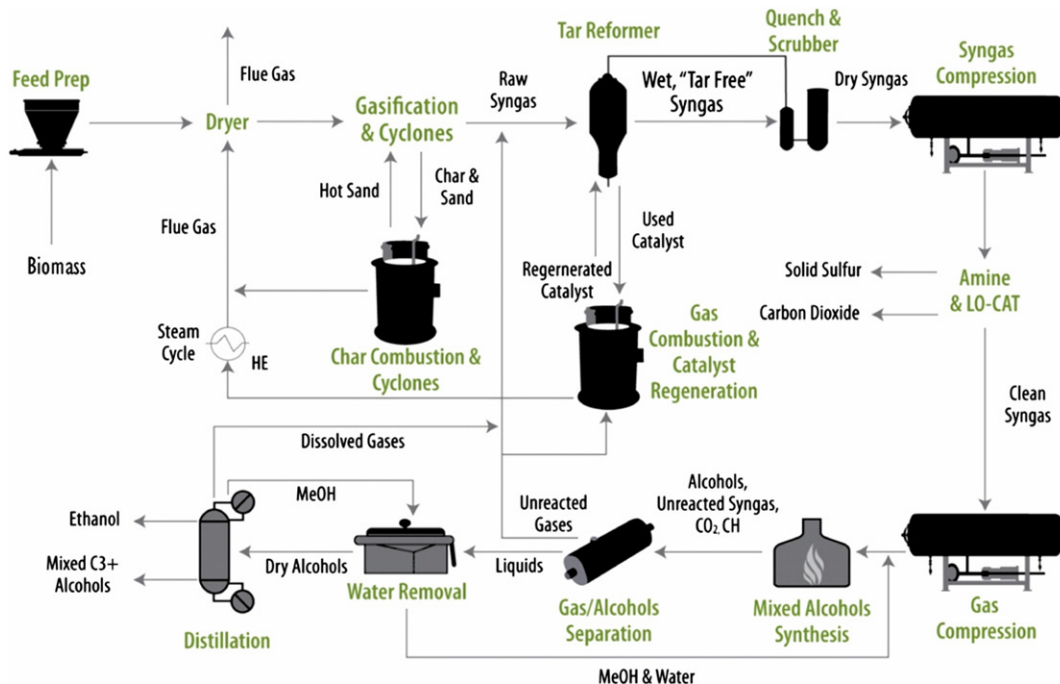 Feed Prep
Biomass
Flue Gas
Dryer
Flue Gas
Steam
Cycle
HE
Gasification
& Cyclones
Hot Sand
Char &
Sand
Char Combustion &
Cyclones
Raw
Syngas
Tar Reformer
Wet, “Tar Free”
Syngas
Quench &
Scrubber
Dry Syngas
Syngas
Compression
Used
Catalyst
Regernerated
Catalyst
Gas
Combustion &
Catalyst
Regeneration
Solid Sulfur
Carbon Dioxide
Amine
& LO-CAT
Clean
Syngas
Dissolved Gases
MeOH
Ethanol
Mixed C3+
Alcohols
Distillation
Dry Alcohols
Water Removal
Liquids
Unreacted
Gases
Gas/Alcohols
Separation
Alcohols,
Unreacted Syngas,
CO₂, CH
Mixed Alcohols
Synthesis
Gas
Compression
MeOH & Water